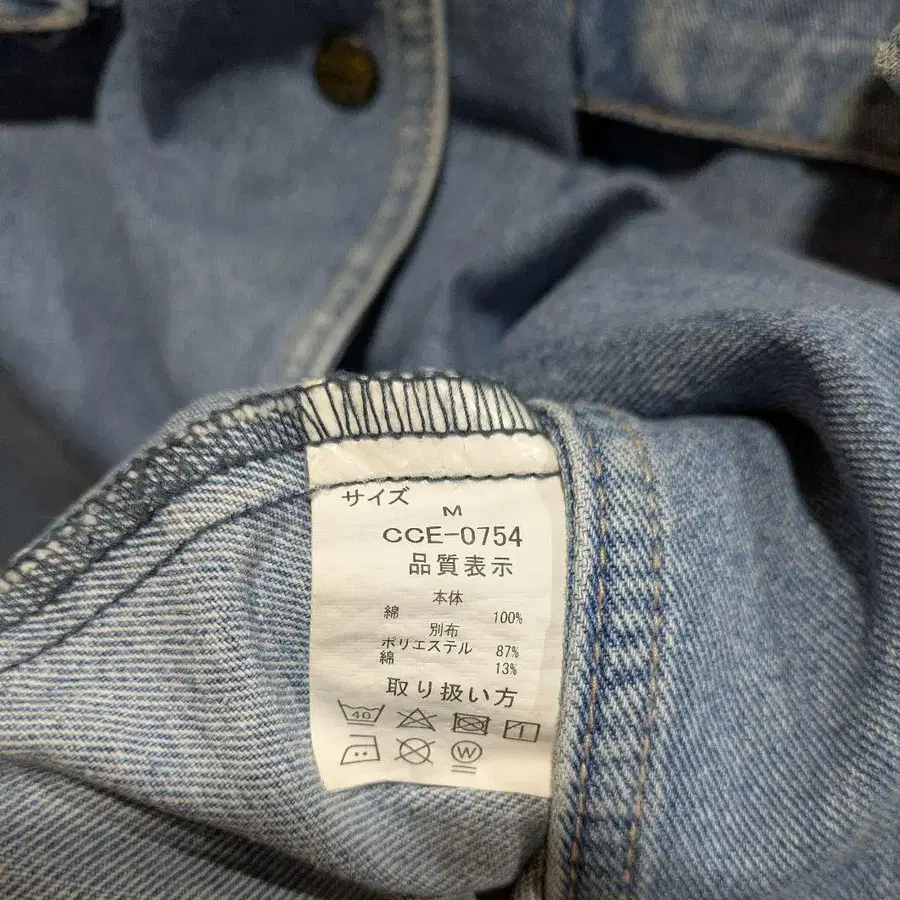 サイズ
M
CCE-0754
品質表示
本体
綿 100%
別布
ポリエステル 87%
綿 13%
取り扱い方
40
W